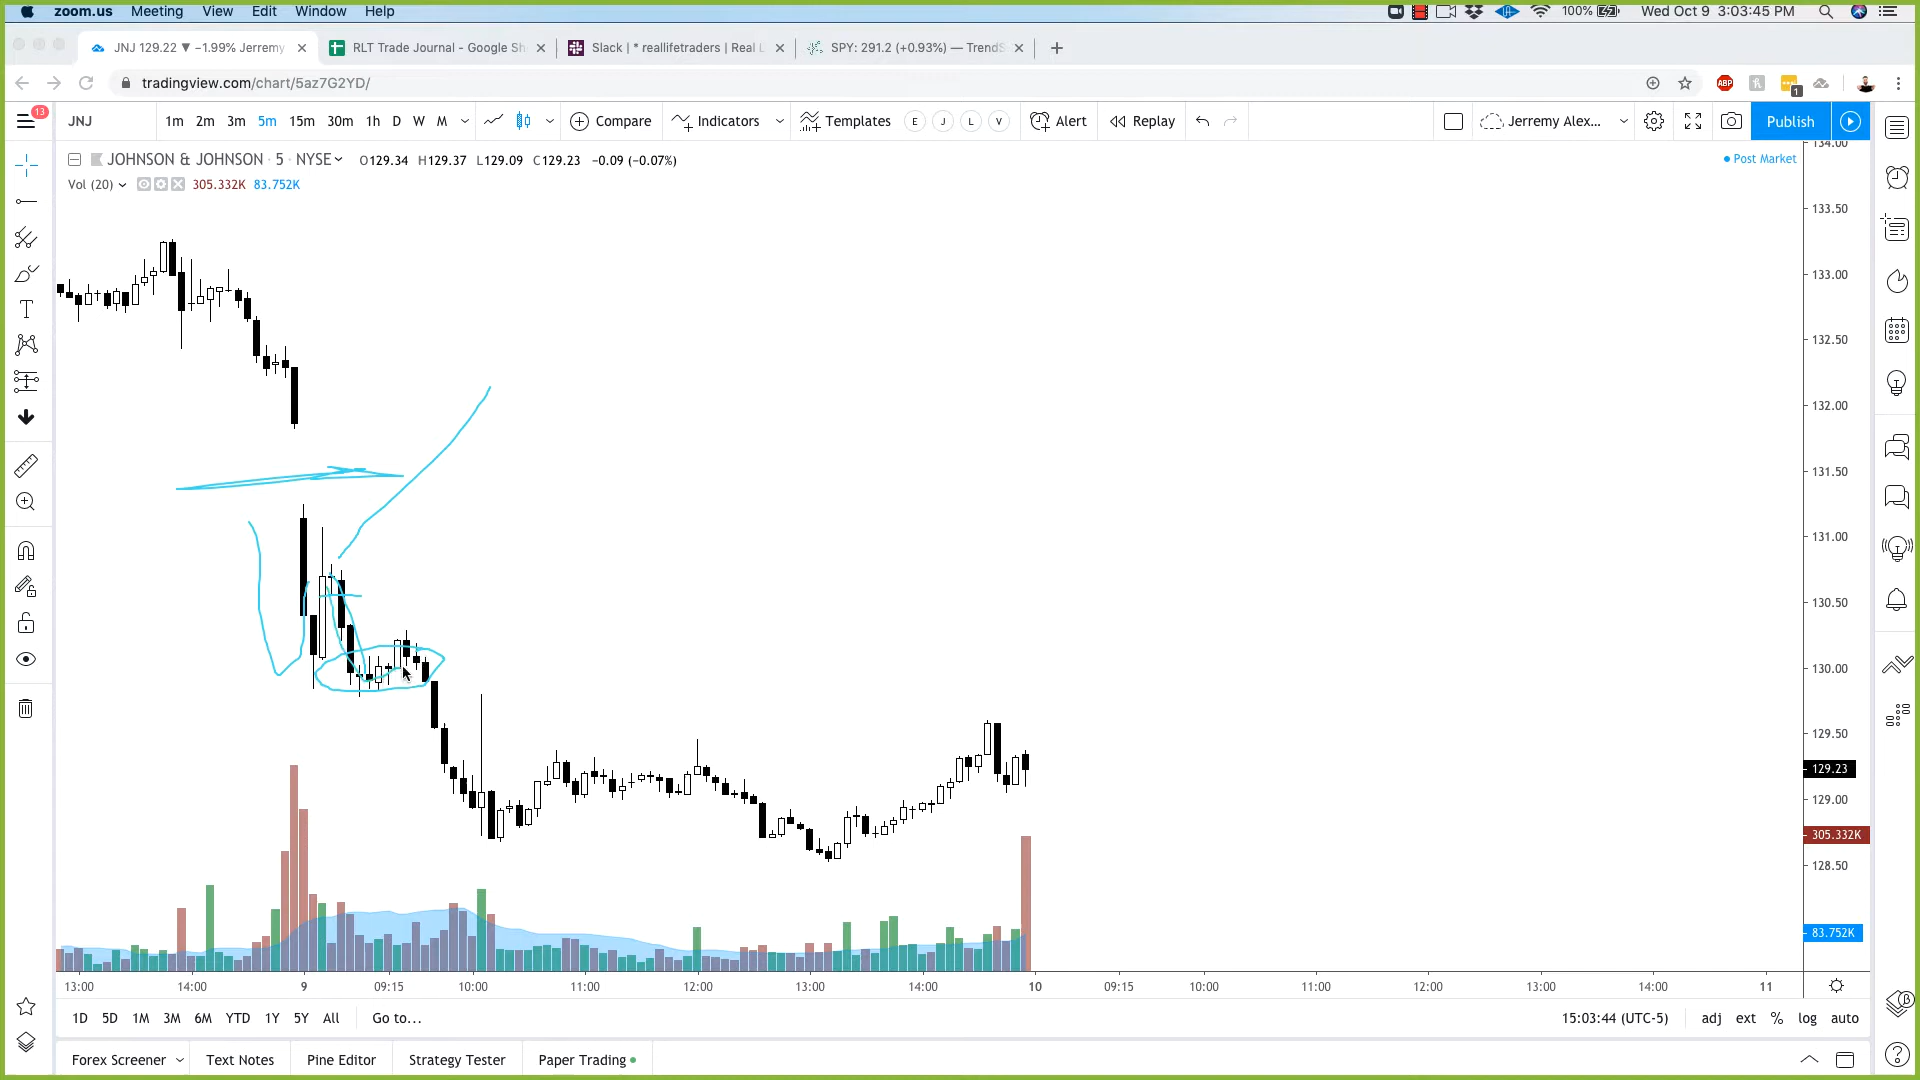 zoom.us Meeting View Edit Window Help 100% Wed Oct 9 3:03:45 PM
JNJ 129.22 ▼ −1.99% Jerremy RLT Trade Journal - Google Sh Slack | * reallifetraders | Real L SPY: 291.2 (+0.93%) — TrendS
tradingview.com/chart/5az7G2YD/ ABP 1
13 JNJ 1m 2m 3m 5m 15m 30m 1h D W M Compare Indicators Templates E J L V Alert Replay Jerremy Alex... Publish
JOHNSON & JOHNSON · 5 · NYSE O129.34 H129.37 L129.09 C129.23 −0.09 (−0.07%) Post Market
Vol (20) 305.332K 83.752K
134.00
133.50
133.00
132.50
132.00
131.50
131.00
130.50
130.00
129.50
129.23
129.00
305.332K
128.50
83.752K
13:00 14:00 9 09:15 10:00 11:00 12:00 13:00 14:00 10 09:15 10:00 11:00 12:00 13:00 14:00 11
1D 5D 1M 3M 6M YTD 1Y 5Y All Go to... 15:03:44 (UTC-5) adj ext % log auto
Forex Screener Text Notes Pine Editor Strategy Tester Paper Trading